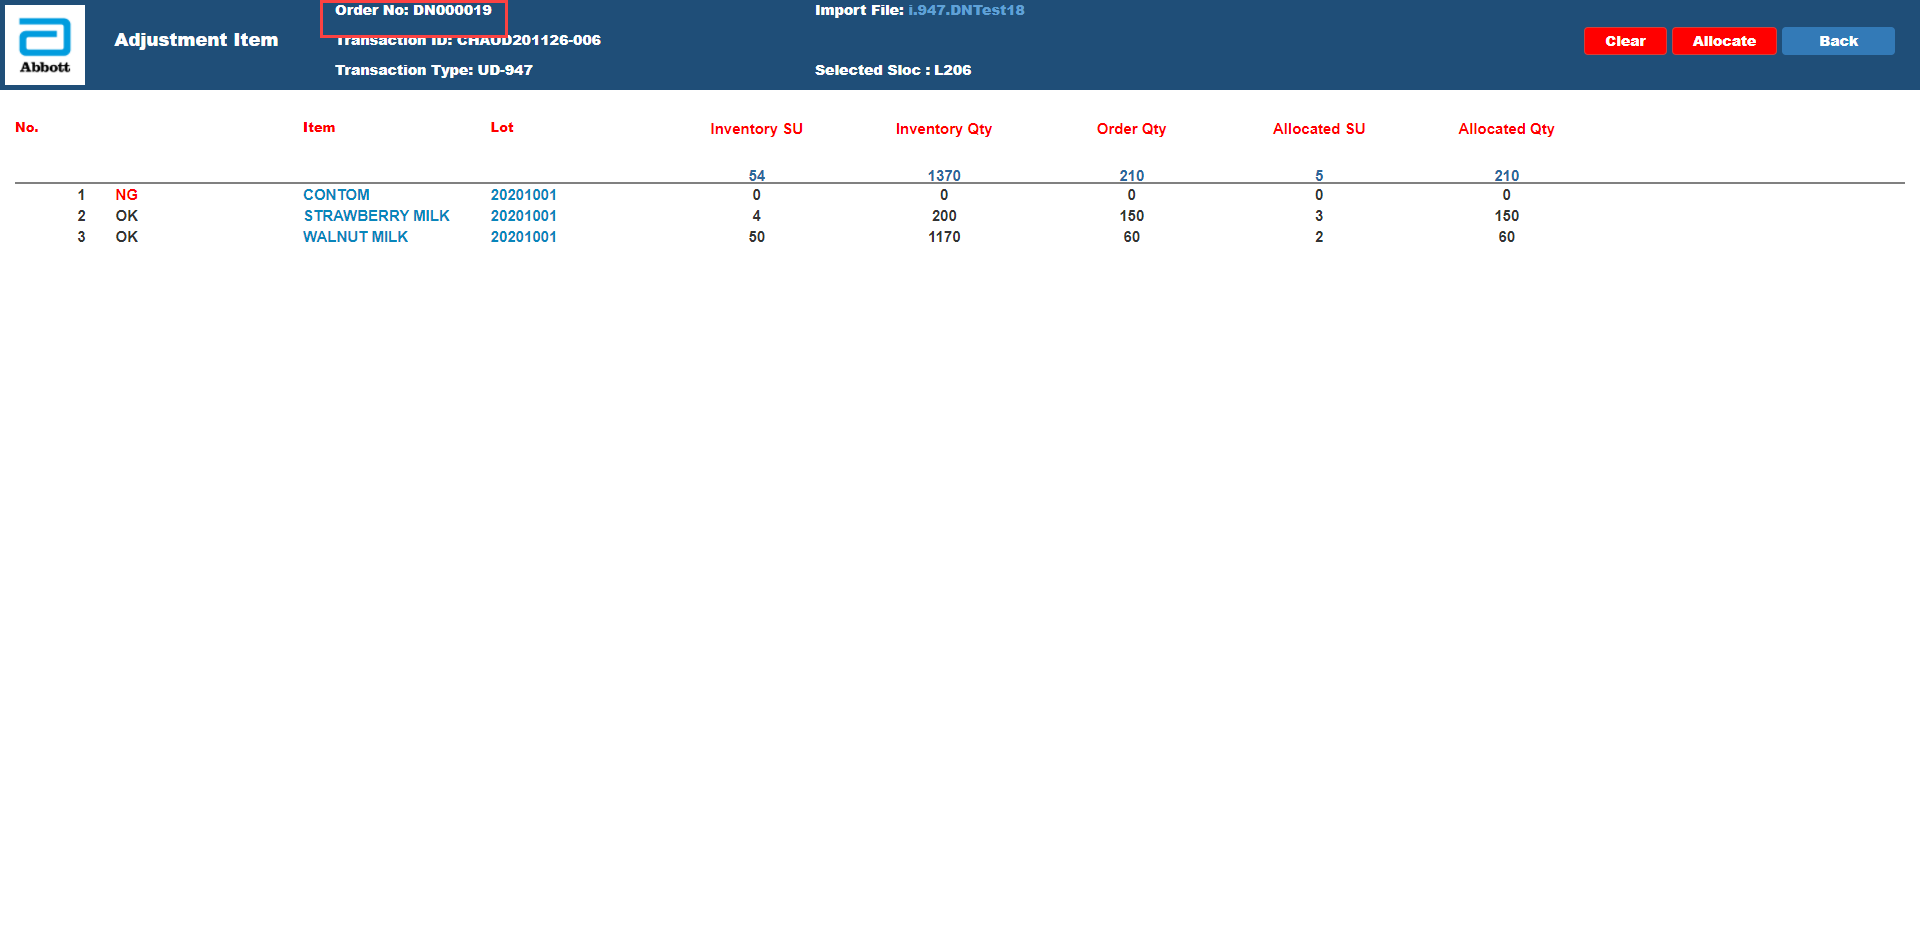 Abbott
Adjustment Item
Order No: DN000019
Transaction ID: CHAUD201126-006
Transaction Type: UD-947
Import File: i.947.DNTest18
Selected Sloc : L206
Clear Allocate Back
No. Item Lot Inventory SU Inventory Qty Order Qty Allocated SU Allocated Qty
54 1370 210 5 210
1 NG CONTOM 20201001 0 0 0 0 0
2 OK STRAWBERRY MILK 20201001 4 200 150 3 150
3 OK WALNUT MILK 20201001 50 1170 60 2 60